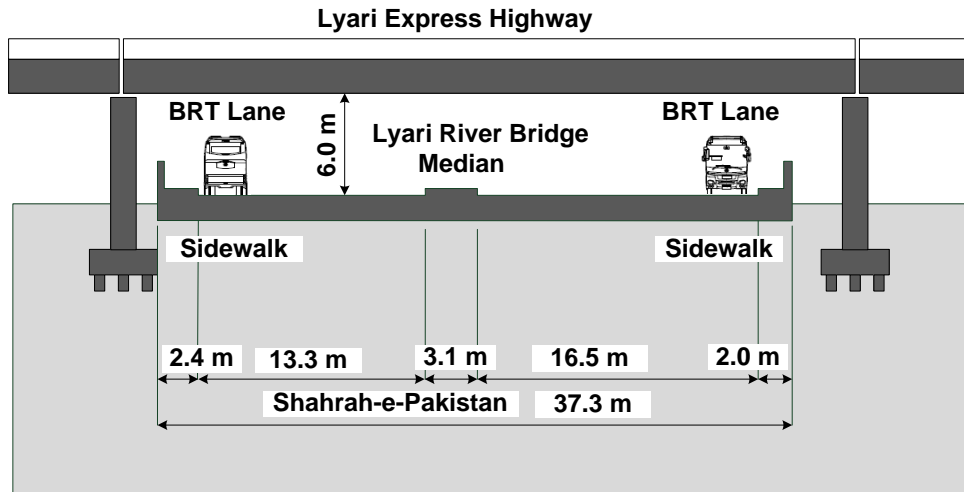 Lyari Express Highway
BRT Lane
BRT Lane
6.0 m
Lyari River Bridge
Median
Sidewalk
Sidewalk
2.4 m
13.3 m
3.1 m
16.5 m
2.0 m
Shahrah-e-Pakistan
37.3 m